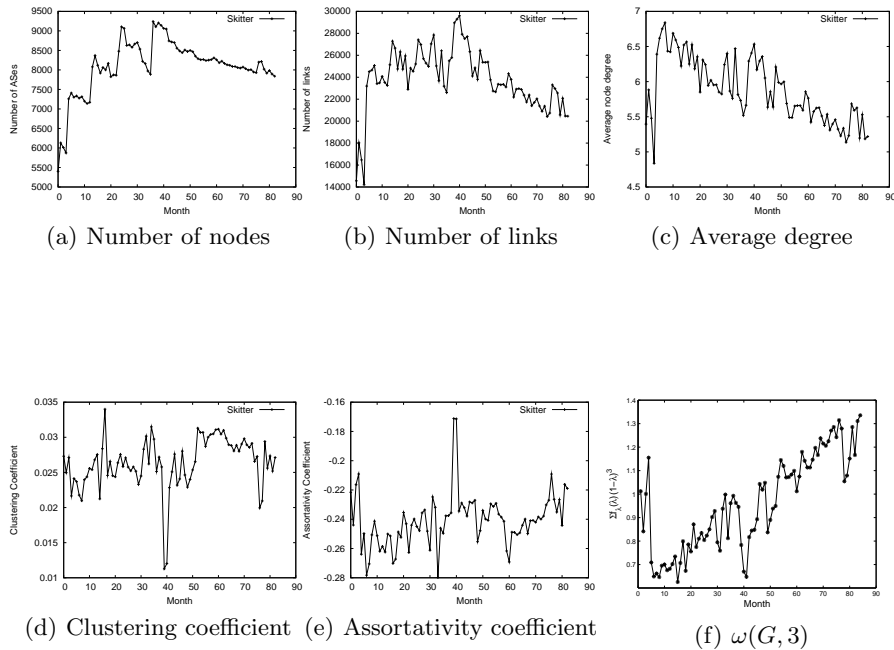 Skitter
9500
9000
8500
8000
7500
7000
6500
6000
5500
5000
Number of ASes
0 10 20 30 40 50 60 70 80 90
Month
(a) Number of nodes
Skitter
30000
28000
26000
24000
22000
20000
18000
16000
14000
Number of links
0 10 20 30 40 50 60 70 80 90
Month
(b) Number of links
Skitter
7
6.5
6
5.5
5
4.5
Average node degree
0 10 20 30 40 50 60 70 80 90
Month
(c) Average degree
Skitter
0.035
0.03
0.025
0.02
0.015
0.01
Clustering Coefficient
0 10 20 30 40 50 60 70 80 90
Month
(d) Clustering coefficient
Skitter
-0.16
-0.18
-0.2
-0.22
-0.24
-0.26
-0.28
Assortativity Coefficient
0 10 20 30 40 50 60 70 80 90
Month
(e) Assortativity coefficient
1.4
1.3
1.2
1.1
1
0.9
0.8
0.7
0 10 20 30 40 50 60 70 80 90
Month
(f) ω(G, 3)